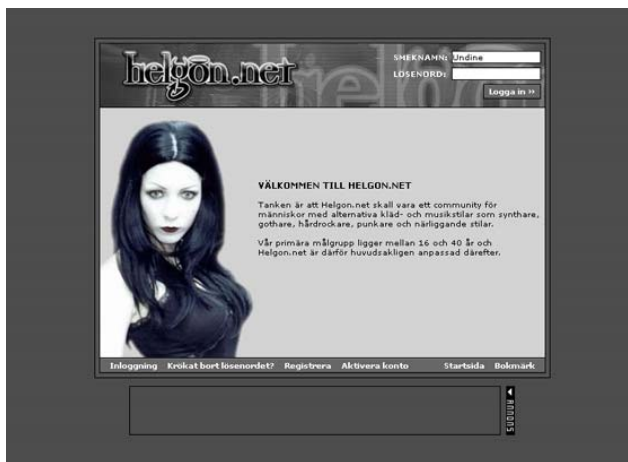 helgon.net
SMEKNAMN: Undine
LÖSENORD:
Logga in »
VÄLKOMMEN TILL HELGON.NET
Tanken är att Helgon.net skall vara ett community för
människor med alternativa kläd- och musikstilar som synthare,
gothare, hårdrockare, punkare och närliggande stilar.
Vår primära målgrupp ligger mellan 16 och 40 år och
Helgon.net är därför huvudsakligen anpassad därefter.
Inloggning Krökat bort lösenordet? Registrera Aktivera konto Startsida Bokmärk
ANNONS